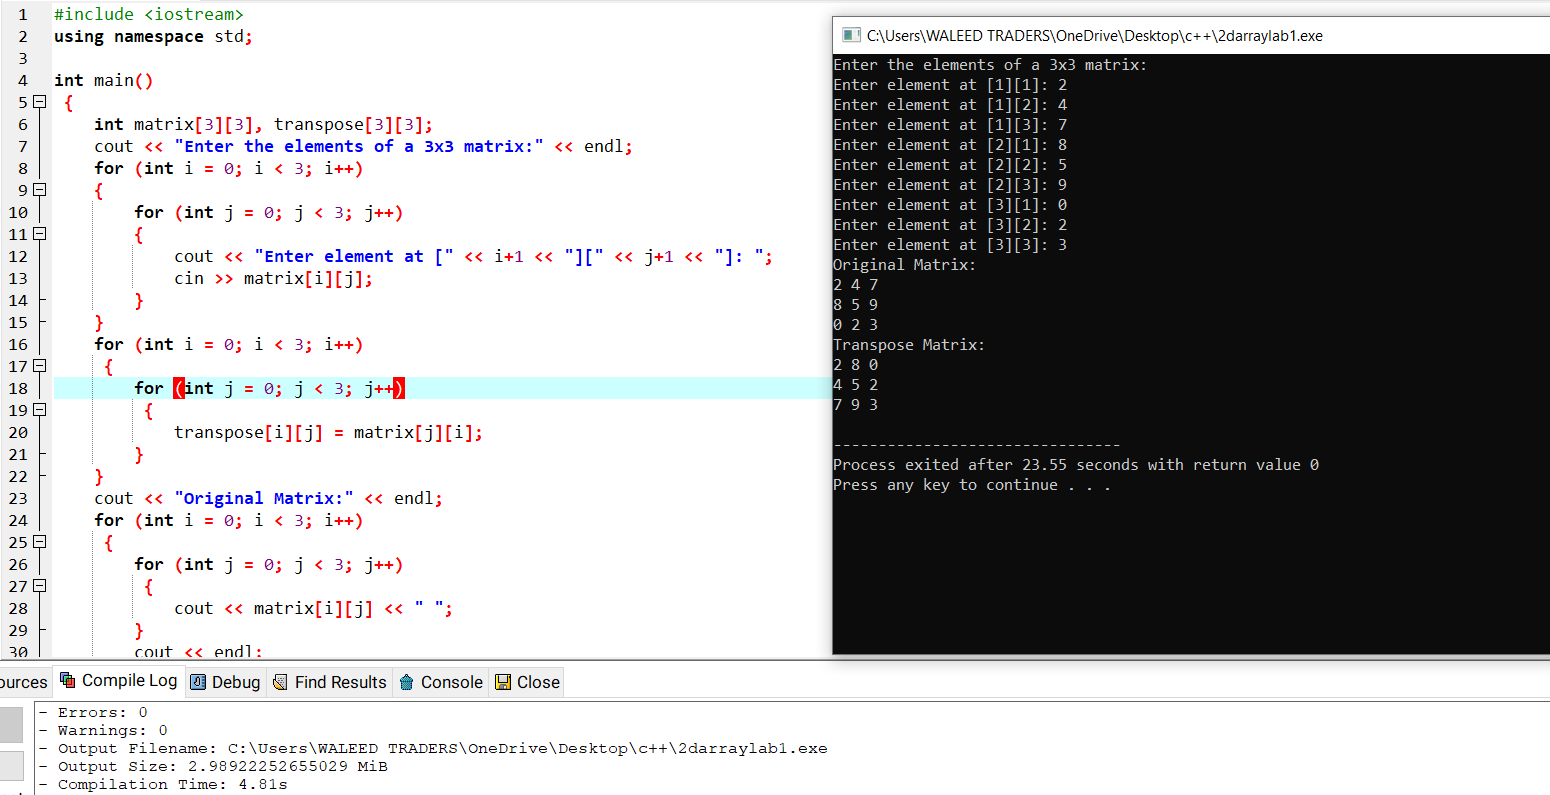 1 #include <iostream>
2 using namespace std;
3
4 int main()
5 {
6 int matrix[3][3], transpose[3][3];
7 cout << "Enter the elements of a 3x3 matrix:" << endl;
8 for (int i = 0; i < 3; i++)
9 {
10 for (int j = 0; j < 3; j++)
11 {
12 cout << "Enter element at [" << i+1 << "][" << j+1 << "]: ";
13 cin >> matrix[i][j];
14 }
15 }
16 for (int i = 0; i < 3; i++)
17 {
18 for (int j = 0; j < 3; j++)
19 {
20 transpose[i][j] = matrix[j][i];
21 }
22 }
23 cout << "Original Matrix:" << endl;
24 for (int i = 0; i < 3; i++)
25 {
26 for (int j = 0; j < 3; j++)
27 {
28 cout << matrix[i][j] << " ";
29 }
30 cout << endl;
C:\Users\WALEED TRADERS\OneDrive\Desktop\c++\2darraylab1.exe
Enter the elements of a 3x3 matrix:
Enter element at [1][1]: 2
Enter element at [1][2]: 4
Enter element at [1][3]: 7
Enter element at [2][1]: 8
Enter element at [2][2]: 5
Enter element at [2][3]: 9
Enter element at [3][1]: 0
Enter element at [3][2]: 2
Enter element at [3][3]: 3
Original Matrix:
2 4 7
8 5 9
0 2 3
Transpose Matrix:
2 8 0
4 5 2
7 9 3
--------------------------------
Process exited after 23.55 seconds with return value 0
Press any key to continue . . .
ources Compile Log Debug Find Results Console Close
- Errors: 0
- Warnings: 0
- Output Filename: C:\Users\WALEED TRADERS\OneDrive\Desktop\c++\2darraylab1.exe
- Output Size: 2.98922252655029 MiB
- Compilation Time: 4.81s